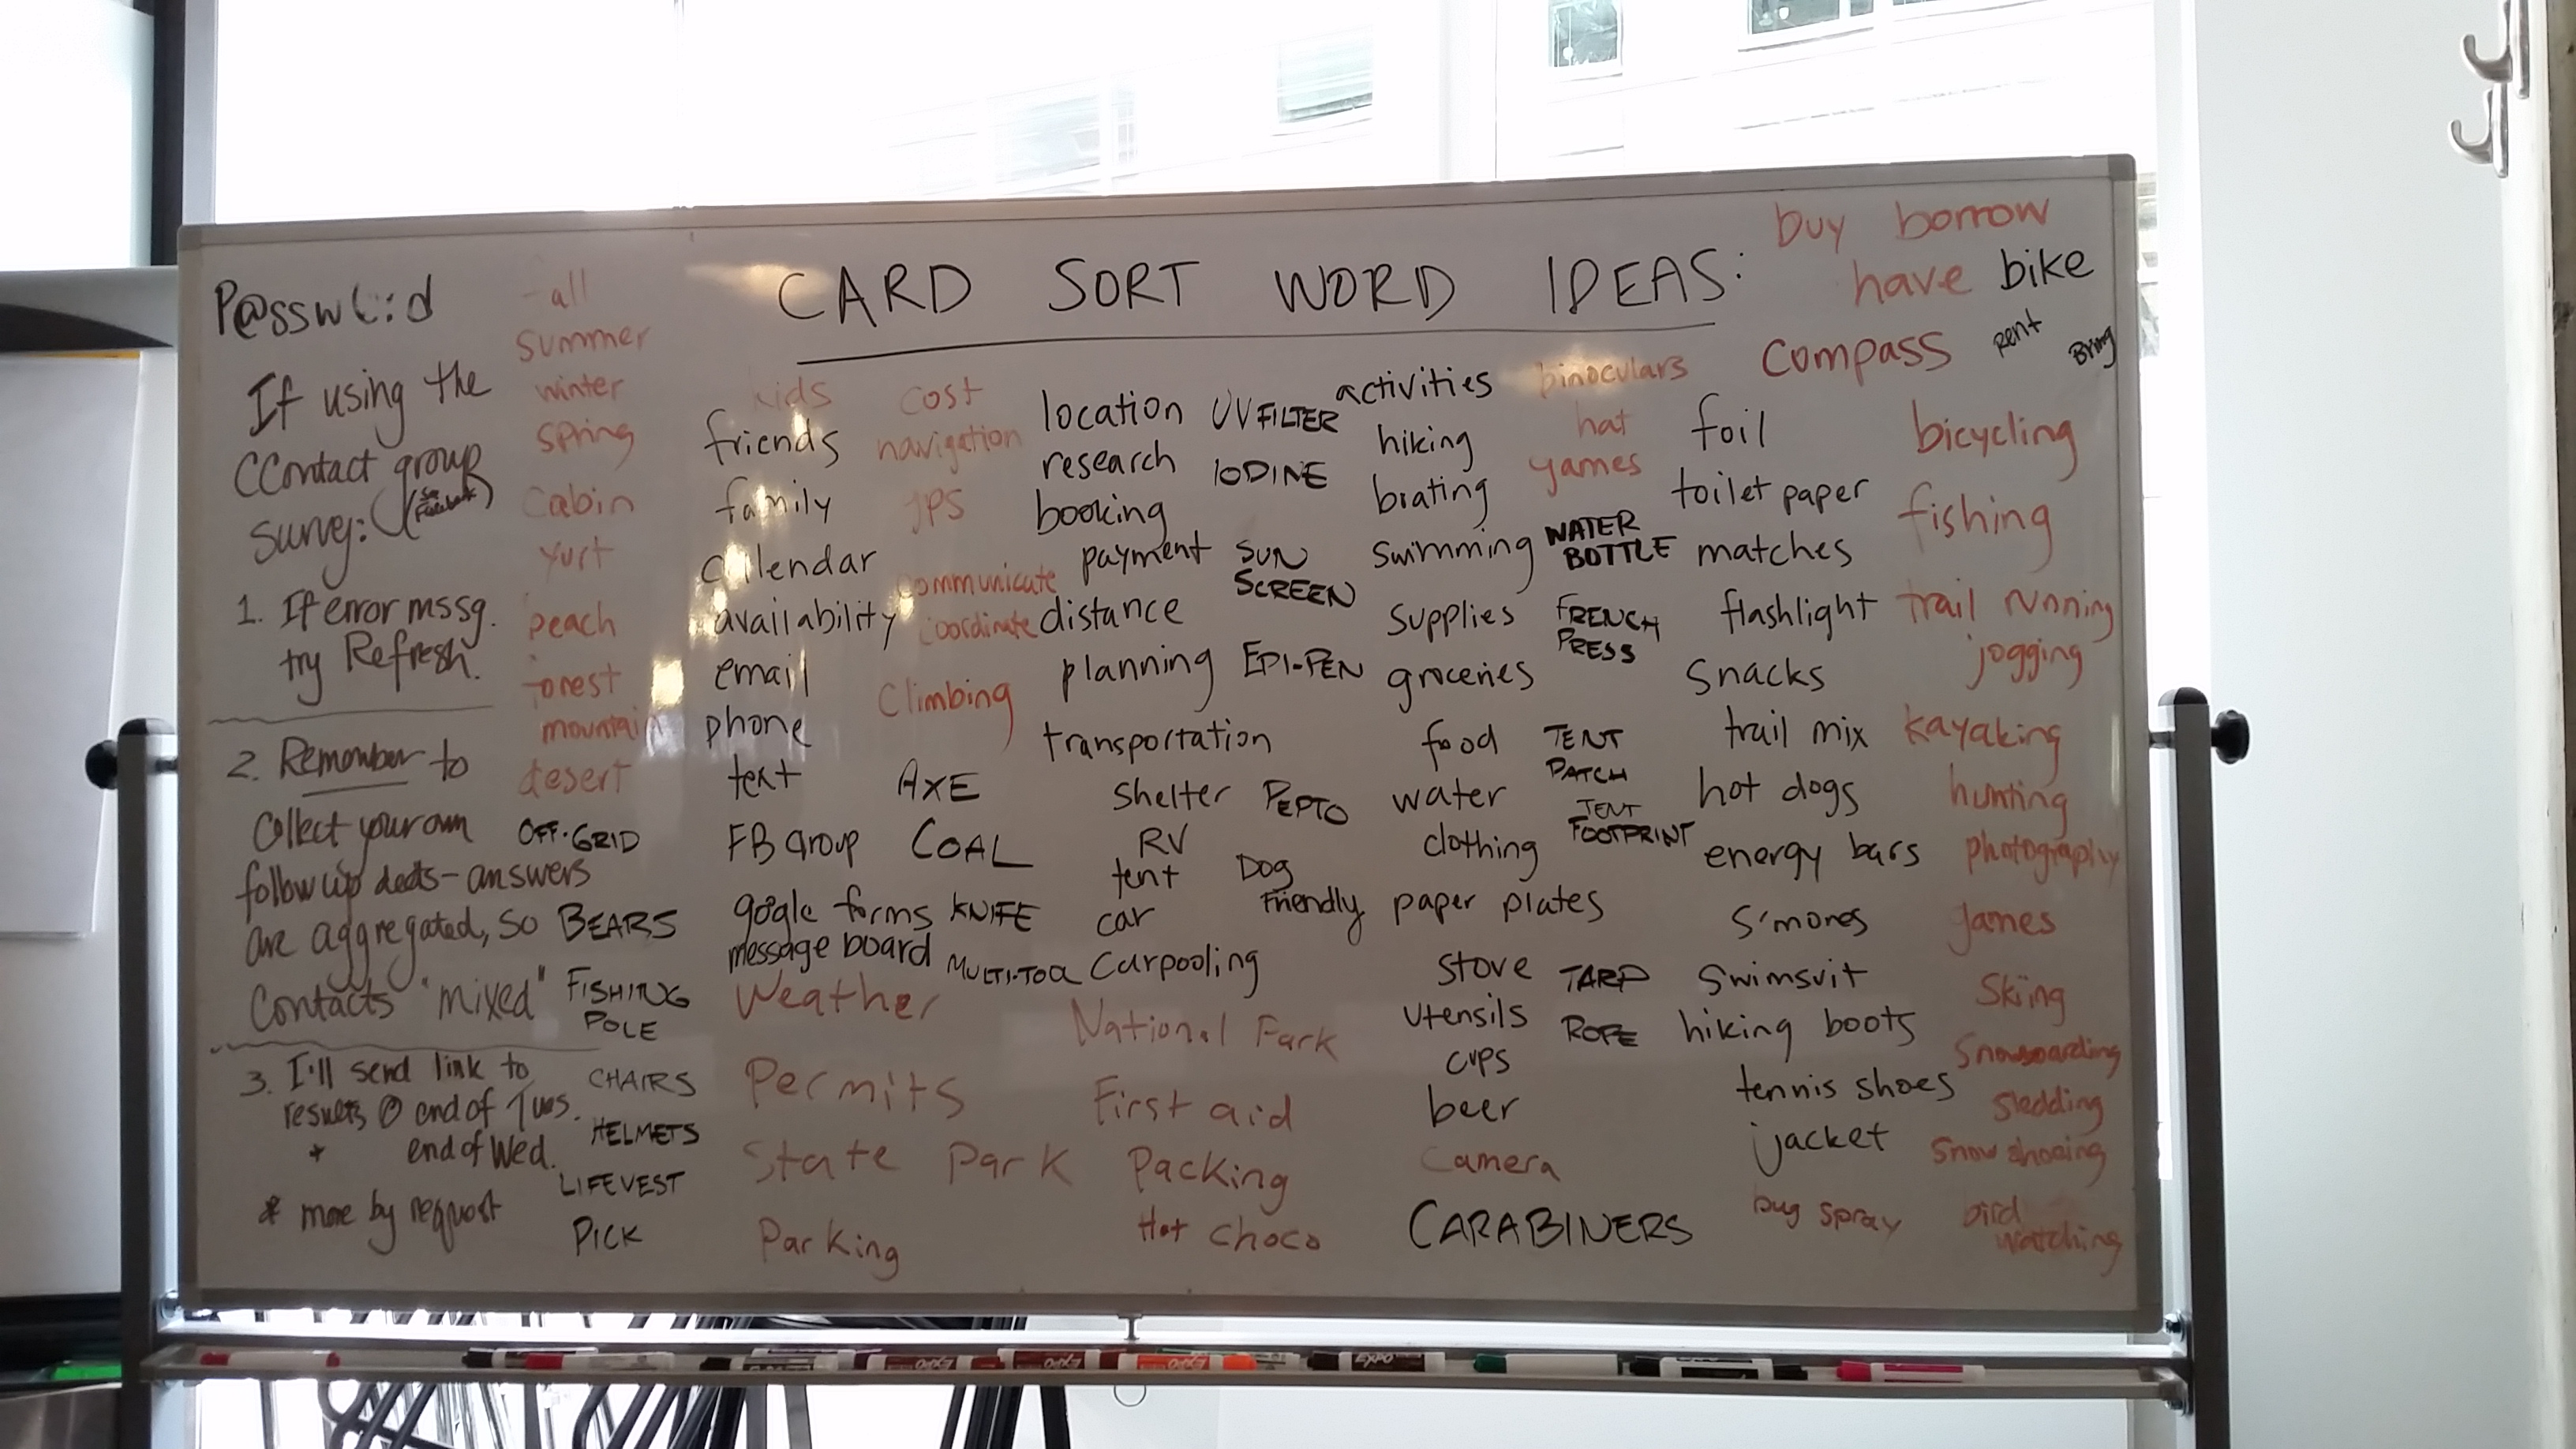 CARD SORT WORD IDEAS:
buy borrow
have bike
Rent
Bring
compass
If using the
CContact group
survey:
1. If error mssg.
try Refresh.
2. Remember to
Collect your own
follow up deets - answers
are aggregated, so
Contacts "mixed"
3. I'll send link to
results @ end of Tues.
+ end of Wed.
* more by request
fall
summer
winter
spring
Cabin
yurt
beach
forest
mountain
desert
OFF-GRID
BEARS
FISHING
POLE
CHAIRS
HELMETS
LIFEVEST
PICK
kids
friends
family
calendar
availability
email
phone
text
FB group
google forms
message board
Weather
Permits
State Park
Parking
cost
navigation
GPS
communicate
coordinate
Climbing
AXE
COAL
KNIFE
MULTI-TOOL
location
research
booking
payment
distance
planning
transportation
shelter
RV
tent
car
Carpooling
National Park
First aid
Packing
Hot choco
UV FILTER
IODINE
SUN
SCREEN
EPI-PEN
PEPTO
DOG
Friendly
activities
hiking
boating
swimming
supplies
groceries
food
water
clothing
paper plates
stove
utensils
cups
beer
camera
CARABINERS
binoculars
hat
games
WATER
BOTTLE
FRENCH
PRESS
TENT
PATCH
TENT
FOOTPRINT
TARP
ROPE
foil
toilet paper
matches
flashlight
snacks
trail mix
hot dogs
energy bars
S'mores
swimsuit
hiking boots
tennis shoes
jacket
bug spray
bicycling
fishing
trail running
jogging
kayaking
hunting
photography
games
Skiing
Snowboarding
Sledding
Snow shoeing
bird
watching
EXPO
EXPO
EXPO
EXPO